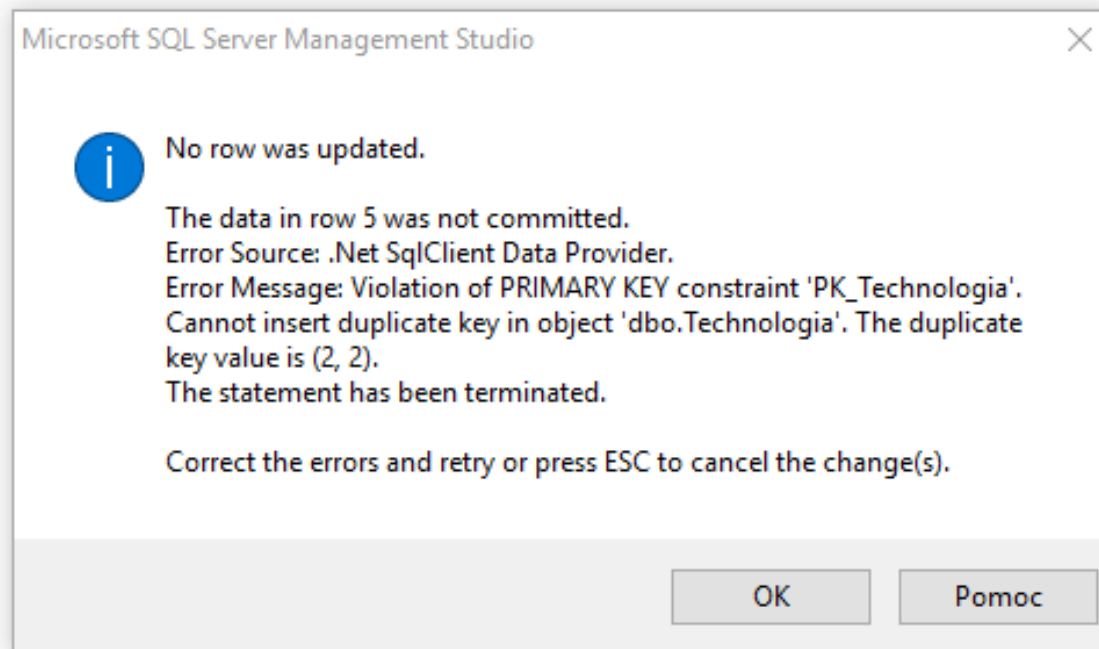 Microsoft SQL Server Management Studio
No row was updated.
The data in row 5 was not committed.
Error Source: .Net SqlClient Data Provider.
Error Message: Violation of PRIMARY KEY constraint 'PK_Technologia'.
Cannot insert duplicate key in object 'dbo.Technologia'. The duplicate
key value is (2, 2).
The statement has been terminated.
Correct the errors and retry or press ESC to cancel the change(s).
OK Pomoc